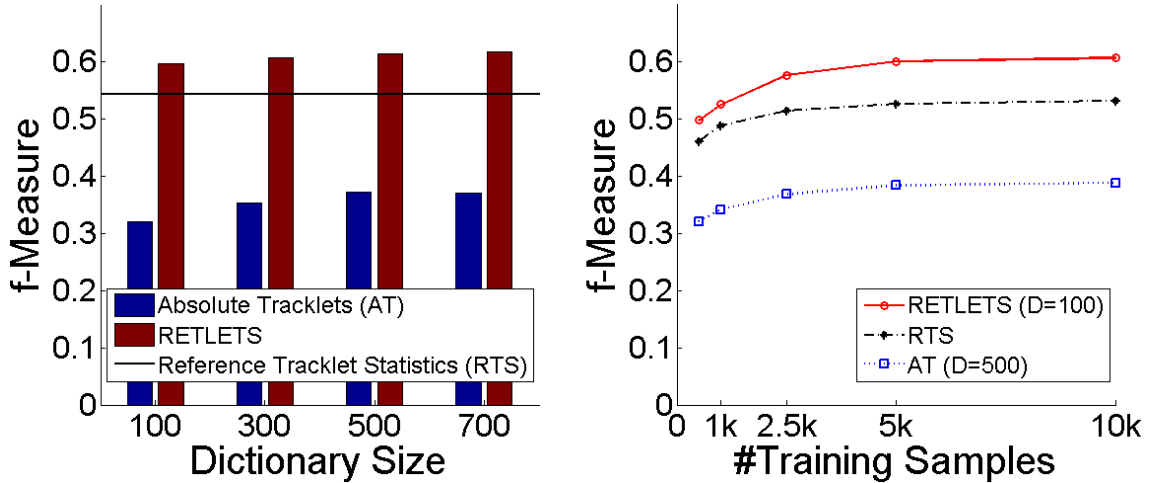 f-Measure
0.6
0.5
0.4
0.3
0.2
0.1
0
Absolute Tracklets (AT)
RETLETS
Reference Tracklet Statistics (RTS)
100 300 500 700
Dictionary Size
f-Measure
0.6
0.5
0.4
0.3
0.2
0.1
0
RETLETS (D=100)
RTS
AT (D=500)
0 1k 2.5k 5k 10k
#Training Samples